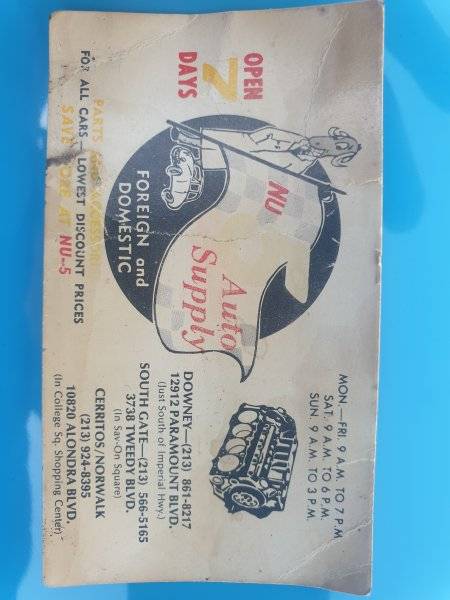 OPEN
7
DAYS
NU
Auto
Supply
FOREIGN and
DOMESTIC
PARTS AND ACCESSORIES
FOR ALL CARS—LOWEST DISCOUNT PRICES
SAVE MORE AT NU-5
MON.—FRI. 9 A.M. TO 7 P.M.
SAT. 9 A.M. TO 6 P.M.
SUN. 9 A.M. TO 3 P.M.
DOWNEY—(213) 861-8217
12912 PARAMOUNT BLVD.
(Just South of Imperial Hwy.)
SOUTH GATE—(213) 566-5165
3738 TWEEDY BLVD.
(In Sav-On Square)
CERRITOS/NORWALK
(213) 924-8395
10820 ALONDRA BLVD.
(In College Sq. Shopping Center)